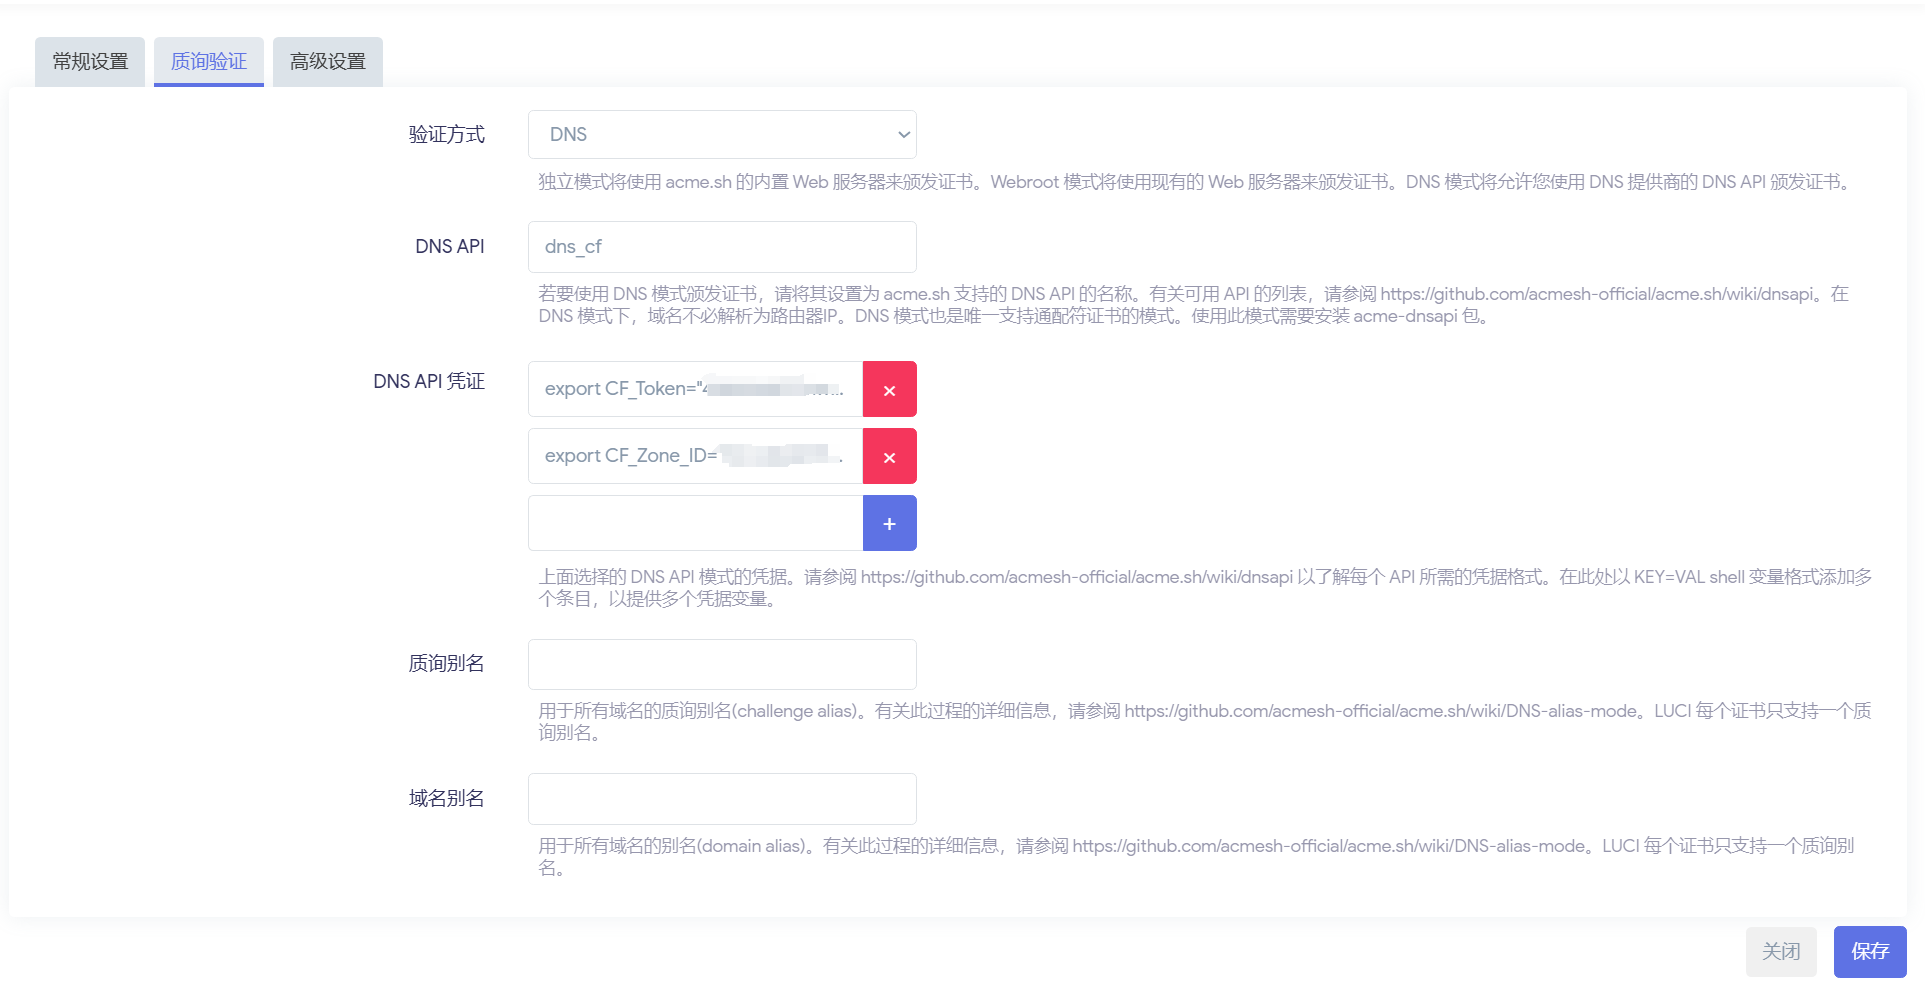 常规设置 质询验证 高级设置
验证方式 DNS
独立模式将使用 acme.sh 的内置 Web 服务器来颁发证书。Webroot 模式将使用现有的 Web 服务器来颁发证书。DNS 模式将允许您使用 DNS 提供商的 DNS API 颁发证书。
DNS API dns_cf
若要使用 DNS 模式颁发证书，请将其设置为 acme.sh 支持的 DNS API 的名称。有关可用 API 的列表，请参阅 https://github.com/acmesh-official/acme.sh/wiki/dnsapi。在
DNS 模式下，域名不必解析为路由器IP。DNS 模式也是唯一支持通配符证书的模式。使用此模式需要安装 acme-dnsapi 包。
DNS API 凭证 export CF_Token="
export CF_Zone_ID=
+
上面选择的 DNS API 模式的凭据。请参阅 https://github.com/acmesh-official/acme.sh/wiki/dnsapi 以了解每个 API 所需的凭据格式。在此处以 KEY=VAL shell 变量格式添加多
个条目，以提供多个凭据变量。
质询别名
用于所有域名的质询别名(challenge alias)。有关此过程的详细信息，请参阅 https://github.com/acmesh-official/acme.sh/wiki/DNS-alias-mode。LUCI 每个证书只支持一个质
询别名。
域名别名
用于所有域名的别名(domain alias)。有关此过程的详细信息，请参阅 https://github.com/acmesh-official/acme.sh/wiki/DNS-alias-mode。LUCI 每个证书只支持一个质询别
名。
关闭 保存